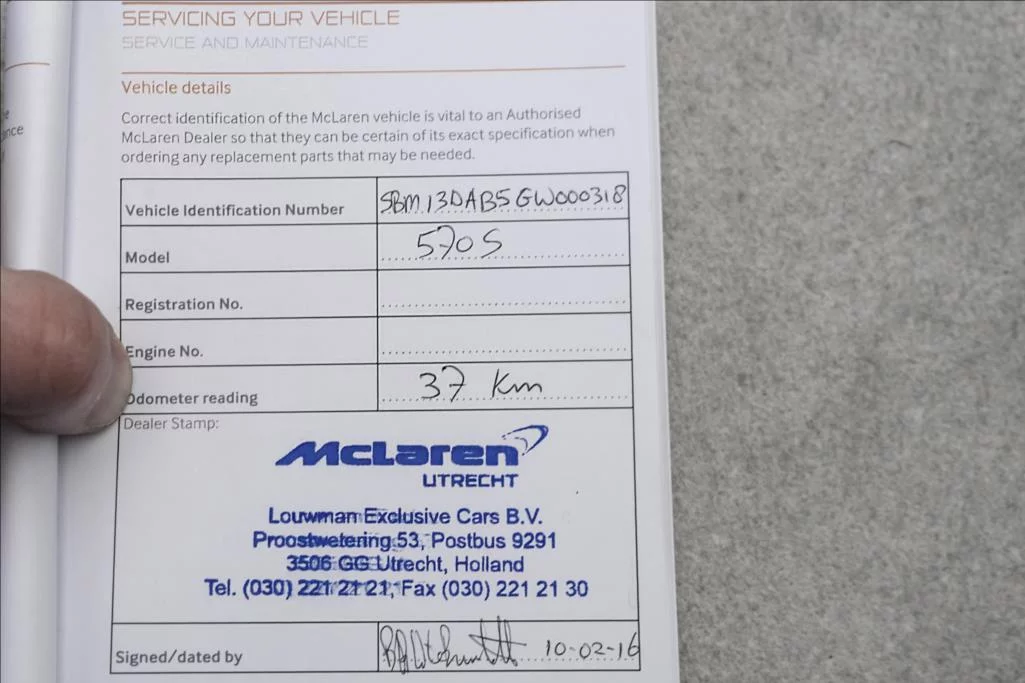 SERVICING YOUR VEHICLE
SERVICE AND MAINTENANCE
Vehicle details
Correct identification of the McLaren vehicle is vital to an Authorised
McLaren Dealer so that they can be certain of its exact specification when
ordering any replacement parts that may be needed.
Vehicle Identification Number SBM13DAB5GW000318
Model 570S
Registration No.
Engine No.
Odometer reading 37 Km
Dealer Stamp:
McLaren
UTRECHT
Louwman Exclusive Cars B.V.
Proostwetering 53, Postbus 9291
3506 GG Utrecht, Holland
Tel. (030) 221 21 21, Fax (030) 221 21 30
Signed/dated by 10-02-16